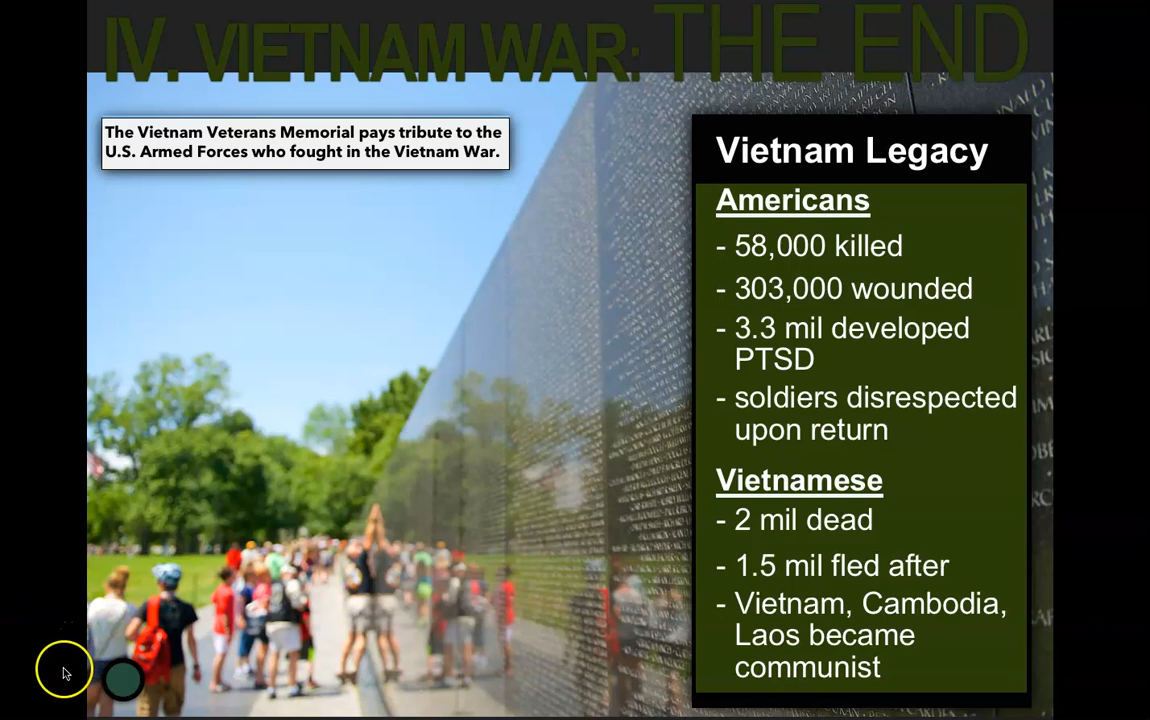 IV. VIETNAM WAR: THE END
The Vietnam Veterans Memorial pays tribute to the
U.S. Armed Forces who fought in the Vietnam War.
Vietnam Legacy
Americans
- 58,000 killed
- 303,000 wounded
- 3.3 mil developed
PTSD
- soldiers disrespected
upon return
Vietnamese
- 2 mil dead
- 1.5 mil fled after
- Vietnam, Cambodia,
Laos became
communist